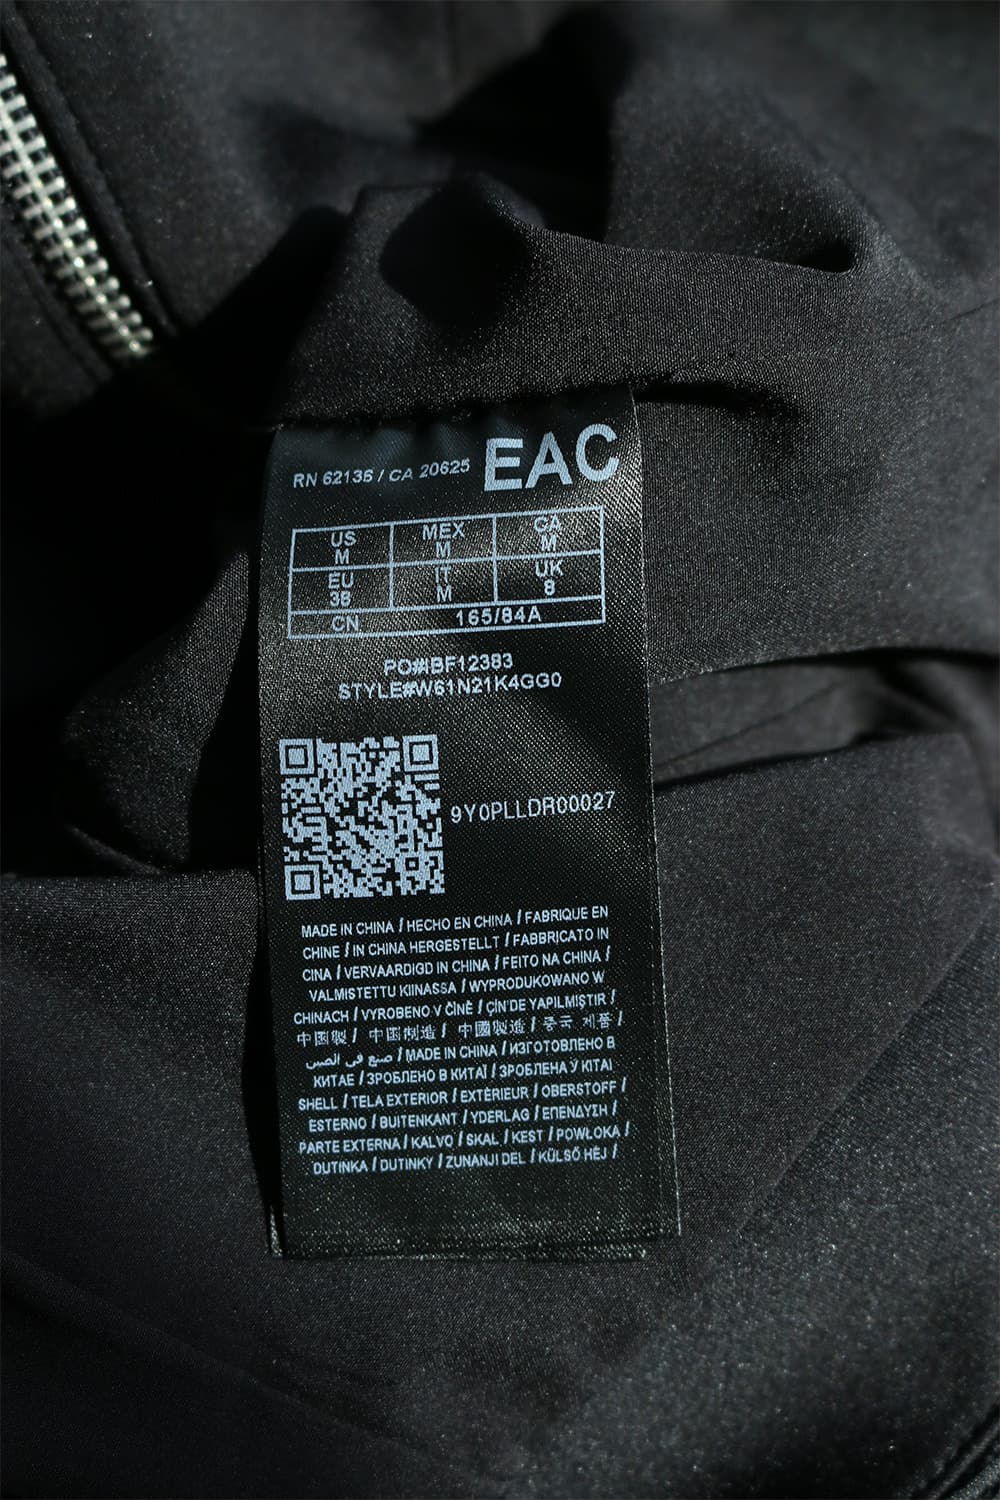 RN 62136 / CA 20625 EAC
US MEX CA
M M M
EU IT UK
38 M 8
CN 165/84A
PO#IBF12383
STYLE#W61N21K4GG0
9Y0PLLDR00027
MADE IN CHINA / HECHO EN CHINA / FABRIQUE EN
CHINE / IN CHINA HERGESTELLT / FABBRICATO IN
CINA / VERVAARDIGD IN CHINA / FEITO NA CHINA /
VALMISTETTU KIINASSA / WYPRODUKOWANO W
CHINACH / VYROBENO V ČÍNĚ / ÇİN'DE YAPILMIŞTIR /
中国製 / 中国制造 / 中國製造 / 중국 제품 /
صنع في الصين / MADE IN CHINA / ИЗГОТОВЛЕНО В
КИТАЕ / ЗРОБЛЕНО В КИТАЇ / ЗРОБЛЕНА Ў КІТАІ
SHELL / TELA EXTERIOR / EXTÉRIEUR / OBERSTOFF /
ESTERNO / BUITENKANT / YDERLAG / ΕΠΕΝΔΥΣΗ /
PARTE EXTERNA / KALVO / SKAL / KEST / POWŁOKA /
DUTINKA / DUTINKY / ZUNANJI DEL / KÜLSŐ HÉJ /